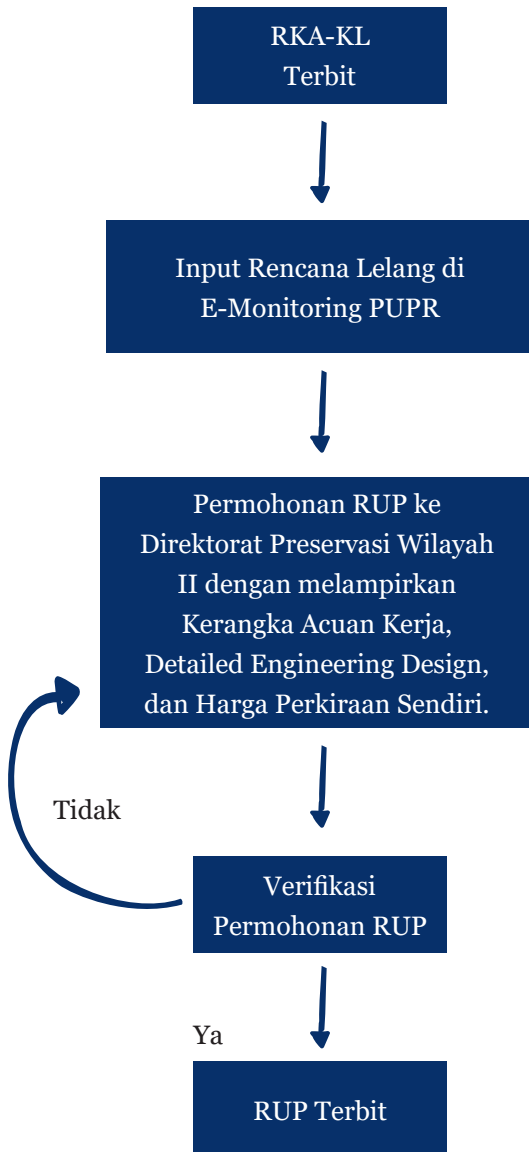 RKA-KL
Terbit
Input Rencana Lelang di
E-Monitoring PUPR
Permohonan RUP ke
Direktorat Preservasi Wilayah
II dengan melampirkan
Kerangka Acuan Kerja,
Detailed Engineering Design,
dan Harga Perkiraan Sendiri.
Tidak
Verifikasi
Permohonan RUP
Ya
RUP Terbit